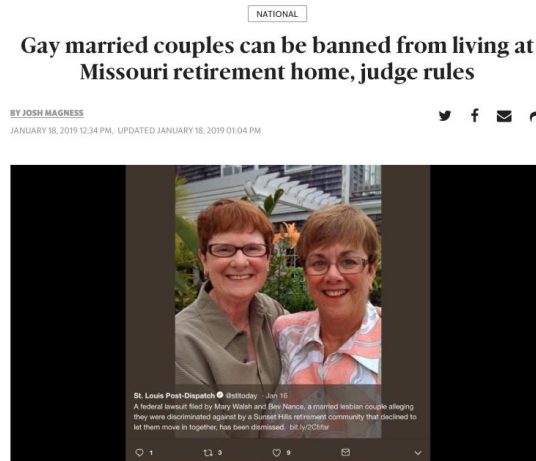 NATIONAL
Gay married couples can be banned from living at
Missouri retirement home, judge rules
BY JOSH MAGNESS
JANUARY 18, 2019 12:34 PM, UPDATED JANUARY 18, 2019 01:04 PM
St. Louis Post-Dispatch @stltoday - Jan 16
A federal lawsuit filed by Mary Walsh and Bev Nance, a married lesbian couple alleging
they were discriminated against by a Sunset Hills retirement community that declined to
let them move in together, has been dismissed.
1 3 9